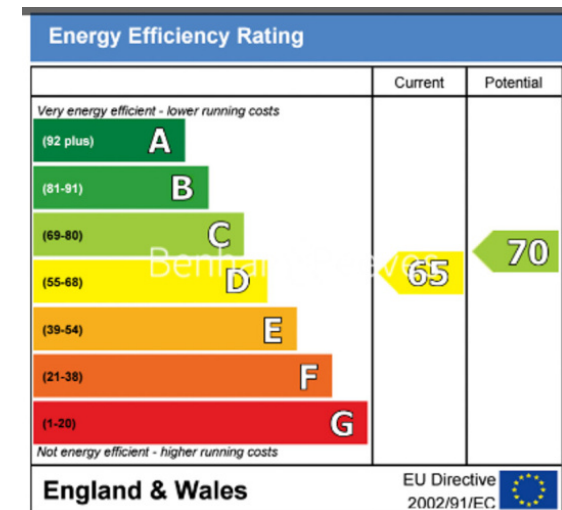 Energy Efficiency Rating
Current Potential
Very energy efficient - lower running costs
(92 plus) A
(81-91) B
(69-80) C
70
Benham Reeves
(55-68) D 65
(39-54) E
(21-38) F
(1-20) G
Not energy efficient - higher running costs
England & Wales
EU Directive
2002/91/EC